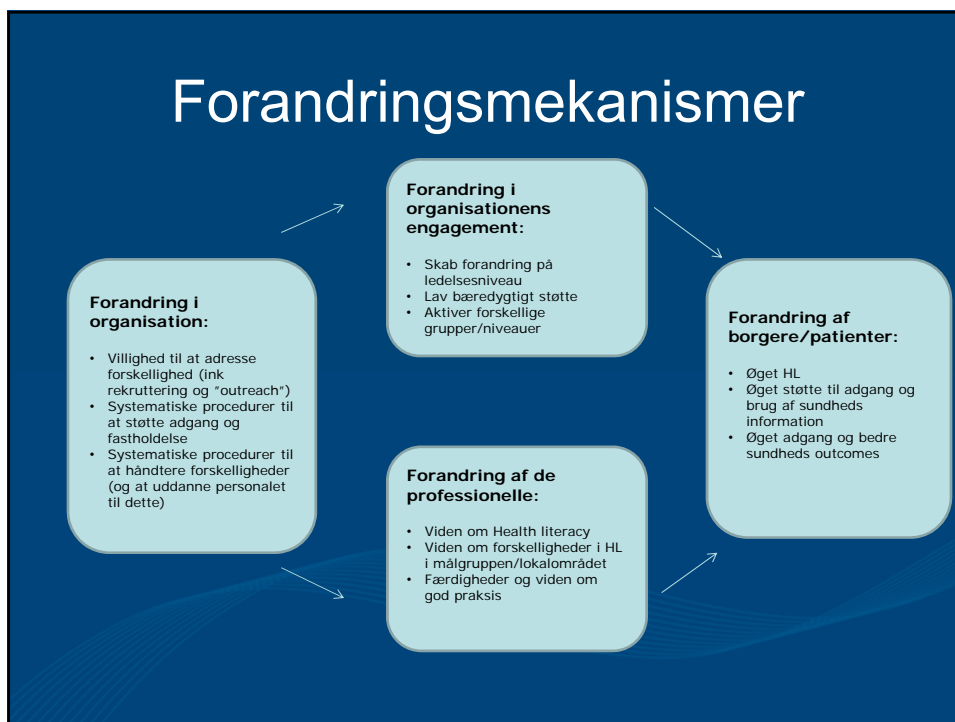 Forandringsmekanismer
Forandring i
organisation:
• Villighed til at adresse
forskellighed (ink
rekruttering og ”outreach”)
• Systematiske procedurer til
at støtte adgang og
fastholdelse
• Systematiske procedurer til
at håndtere forskelligheder
(og at uddanne personalet
til dette)
Forandring i
organisationens
engagement:
• Skab forandring på
ledelsesniveau
• Lav bæredygtigt støtte
• Aktiver forskellige
grupper/niveauer
Forandring af de
professionelle:
• Viden om Health literacy
• Viden om forskelligheder i HL
i målgruppen/lokalområdet
• Færdigheder og viden om
god praksis
Forandring af
borgere/patienter:
• Øget HL
• Øget støtte til adgang og
brug af sundheds
information
• Øget adgang og bedre
sundheds outcomes